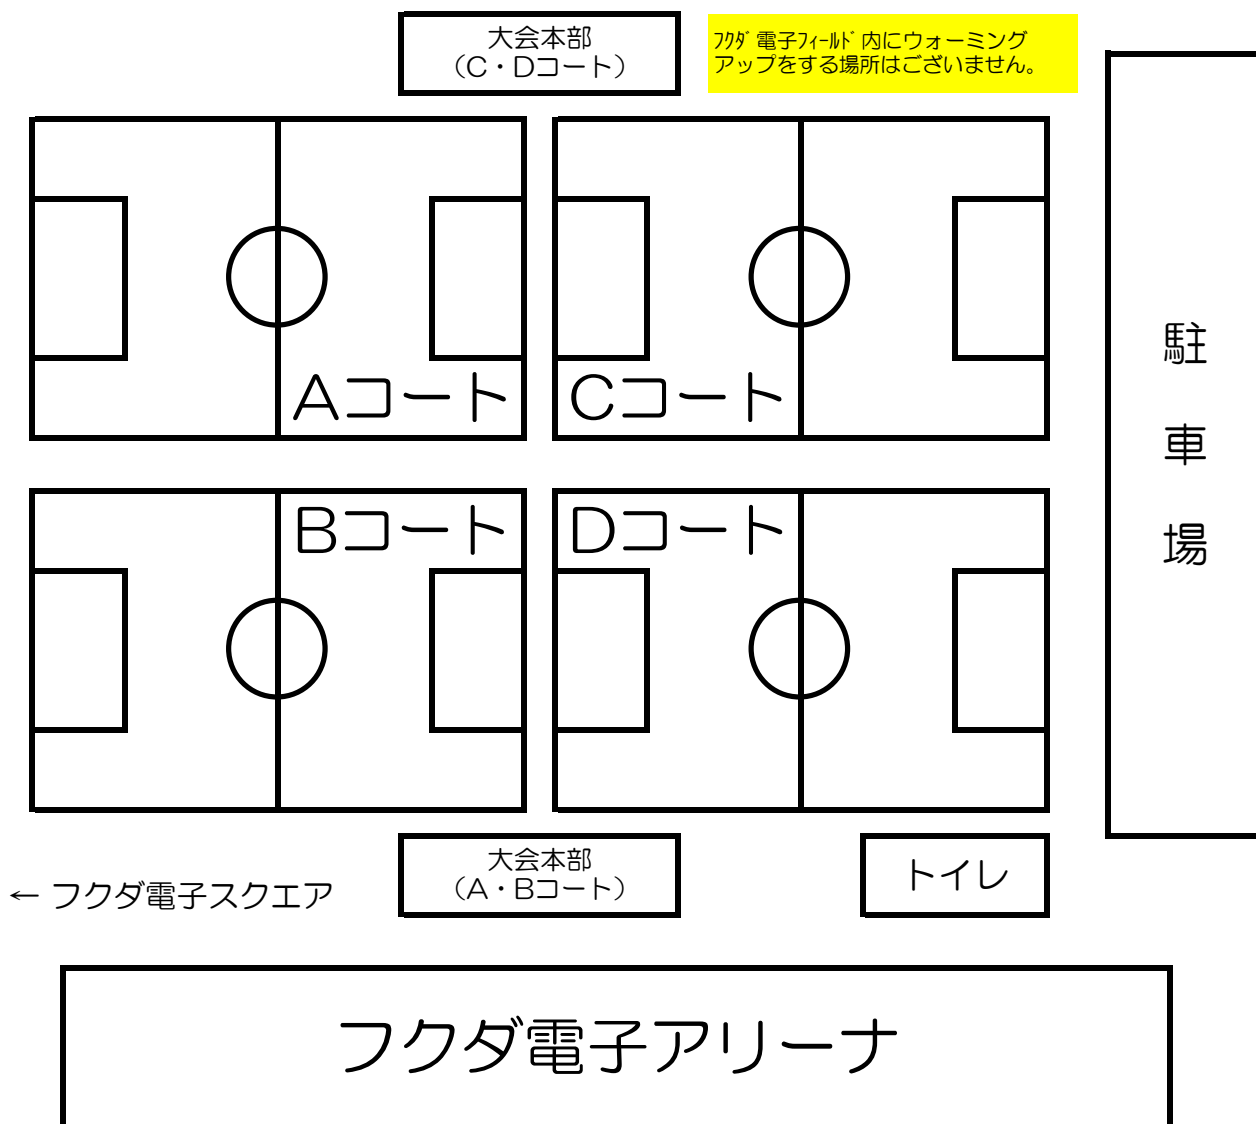 大会本部
（C・Dコート）
ﾌｸﾀﾞ電子ﾌｨｰﾙﾄﾞ内にウォーミング
アップをする場所はございません。
Aコート
Cコート
駐
車
場
Bコート
Dコート
大会本部
（A・Bコート）
トイレ
← フクダ電子スクエア
フクダ電子アリーナ